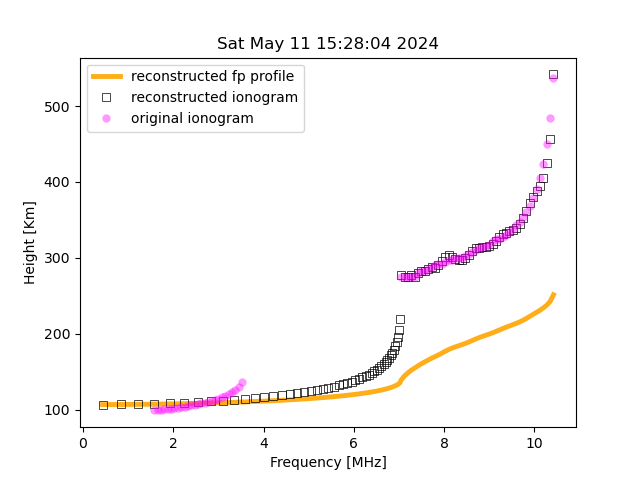 Sat May 11 15:28:04 2024
reconstructed fp profile
reconstructed ionogram
original ionogram
500
400
300
200
100
Height [Km]
0 2 4 6 8 10
Frequency [MHz]